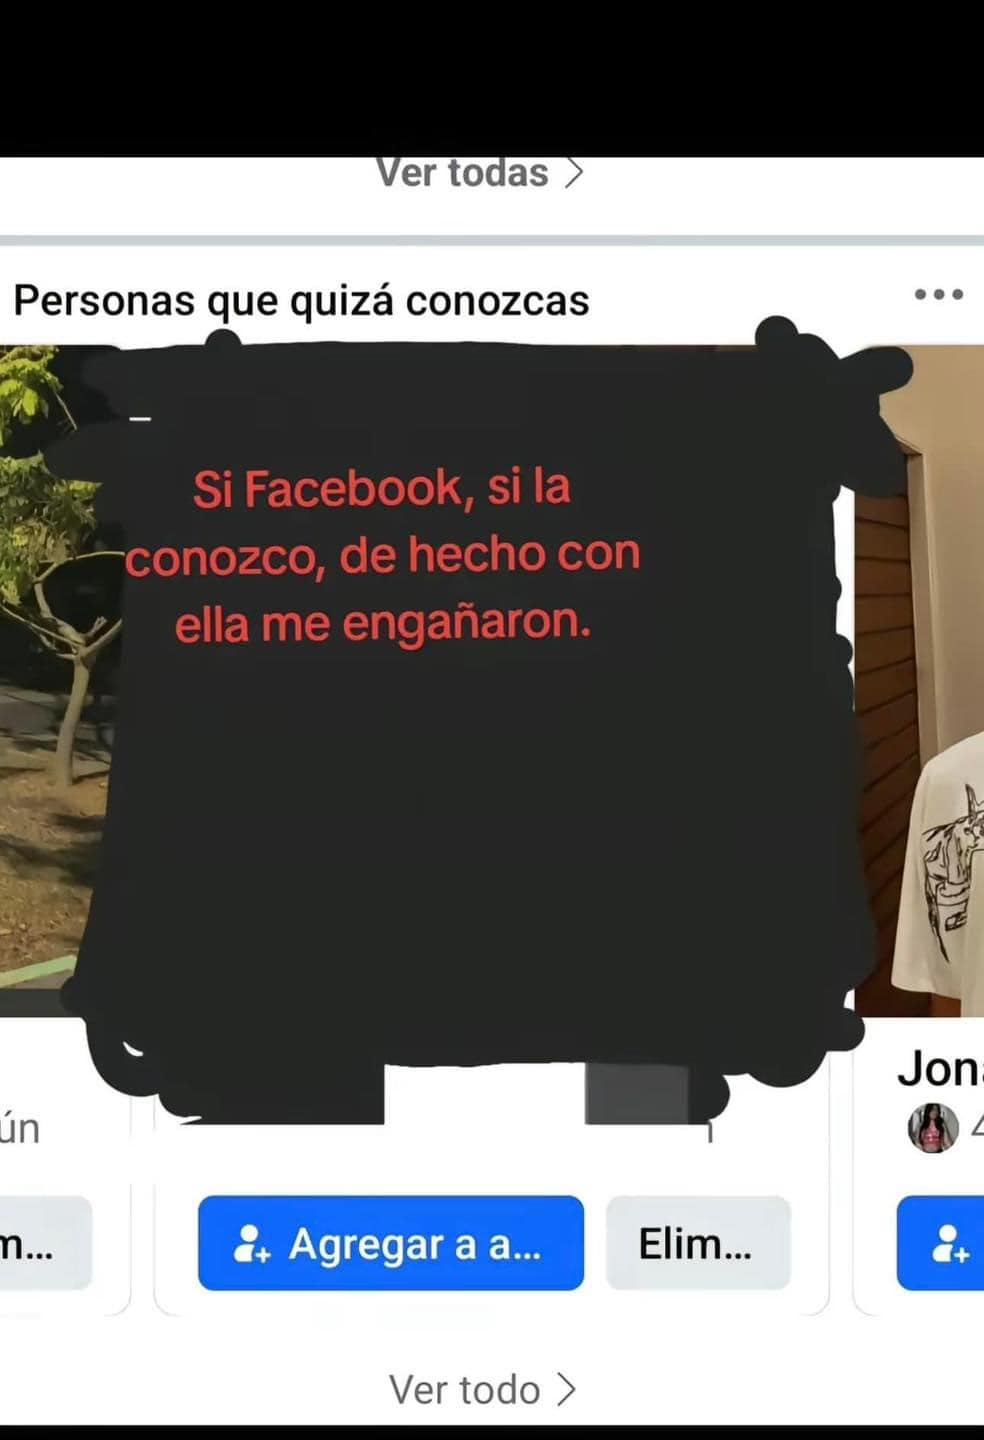 Ver todas
Personas que quizá conozcas
Si Facebook, si la
conozco, de hecho con
ella me engañaron.
Jon
ún
m...
Agregar a a...
Elim...
Ver todo